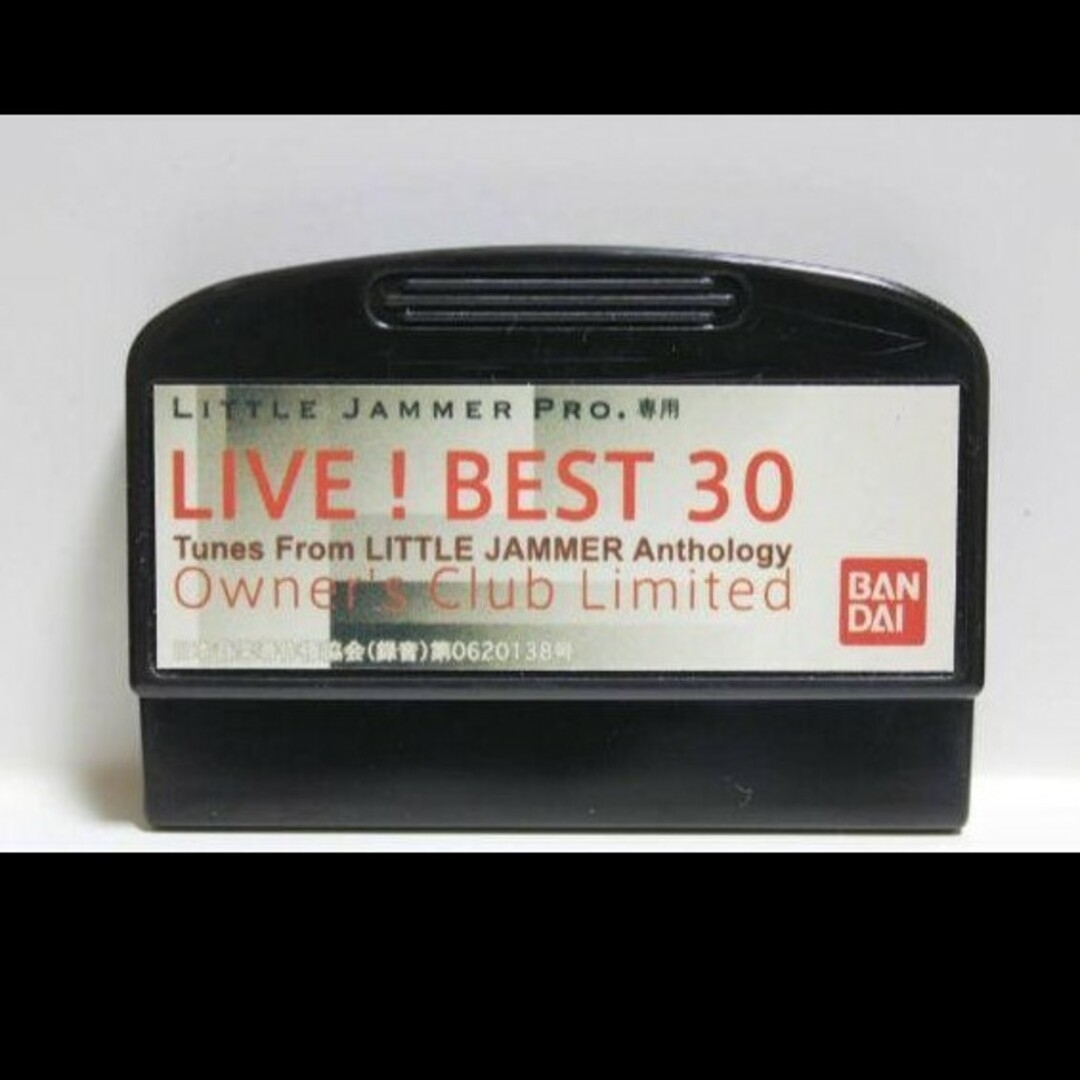 LITTLE JAMMER PRO. 専用
LIVE ! BEST 30
Tunes From LITTLE JAMMER Anthology
Owner's Club Limited
協会(録音)第0620138号
BAN
DAI